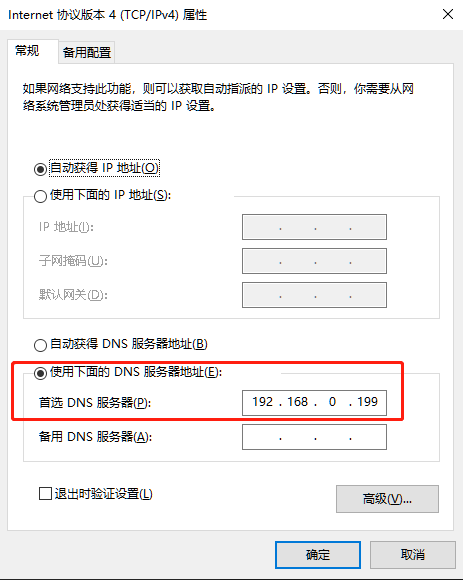 Internet 协议版本 4 (TCP/IPv4) 属性
常规
备用配置
如果网络支持此功能，则可以获取自动指派的 IP 设置。否则，你需要从网
络系统管理员处获得适当的 IP 设置。
自动获得 IP 地址(O)
使用下面的 IP 地址(S):
IP 地址(I):
. . .
子网掩码(U):
. . .
默认网关(D):
. . .
自动获得 DNS 服务器地址(B)
使用下面的 DNS 服务器地址(E):
首选 DNS 服务器(P):
192 . 168 . 0 . 199
备用 DNS 服务器(A):
. . .
退出时验证设置(L)
高级(V)...
确定
取消